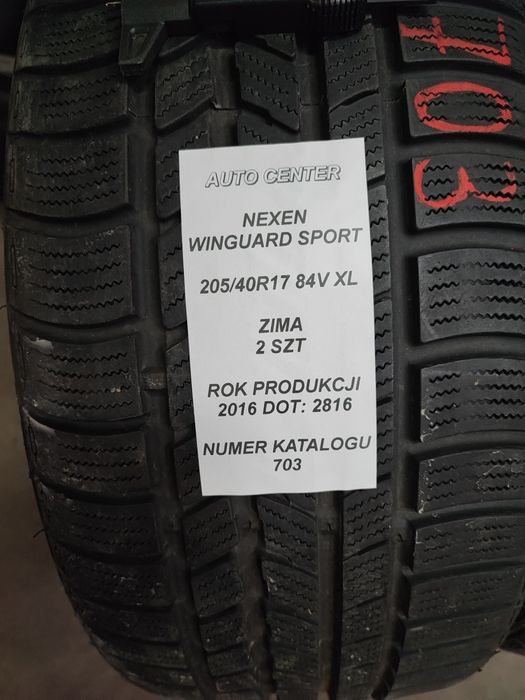 703
AUTO CENTER
NEXEN
WINGUARD SPORT
205/40R17 84V XL
ZIMA
2 SZT
ROK PRODUKCJI
2016 DOT: 2816
NUMER KATALOGU
703